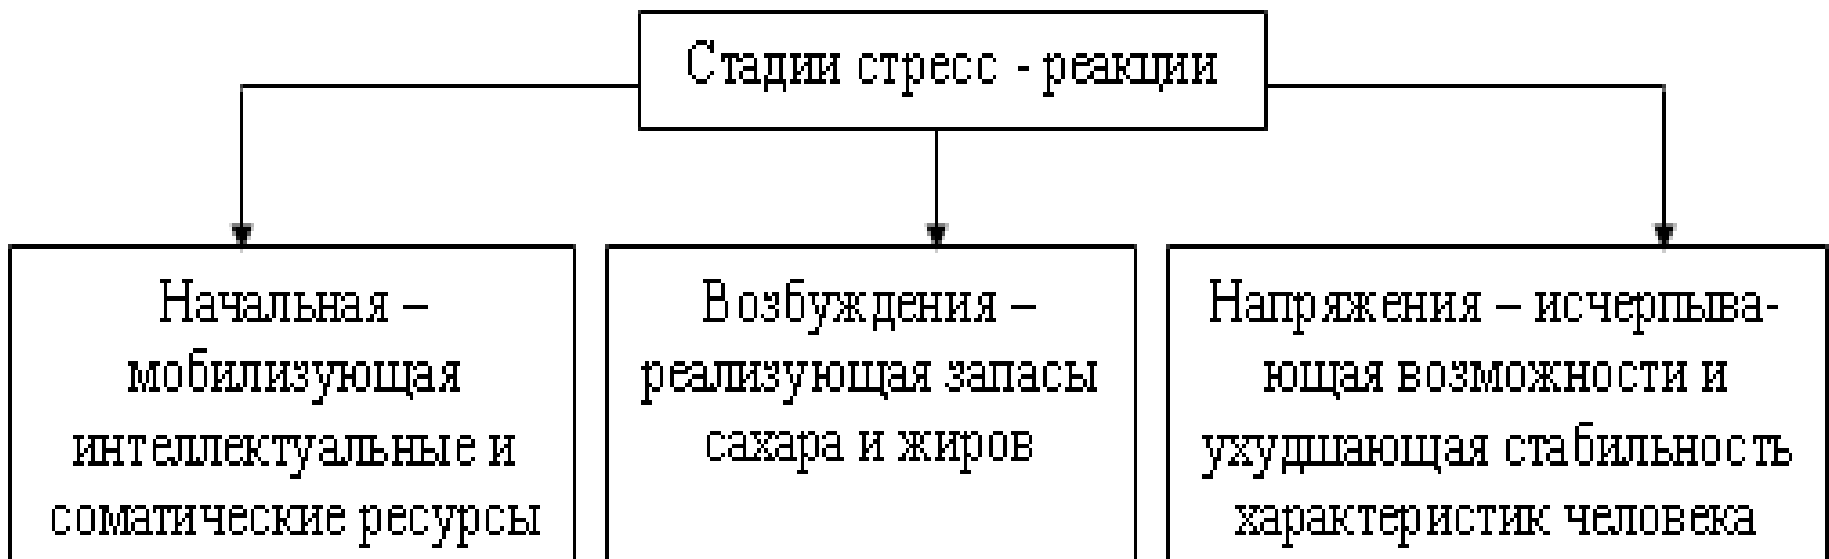 Стадии стресс - реакции
Начальная –
мобилизующая
интеллектуальные и
соматические ресурсы
Возбуждения –
реализующая запасы
сахара и жиров
Напряжения – исчерпыва-
ющая возможности и
ухудшающая стабильность
характеристик человека